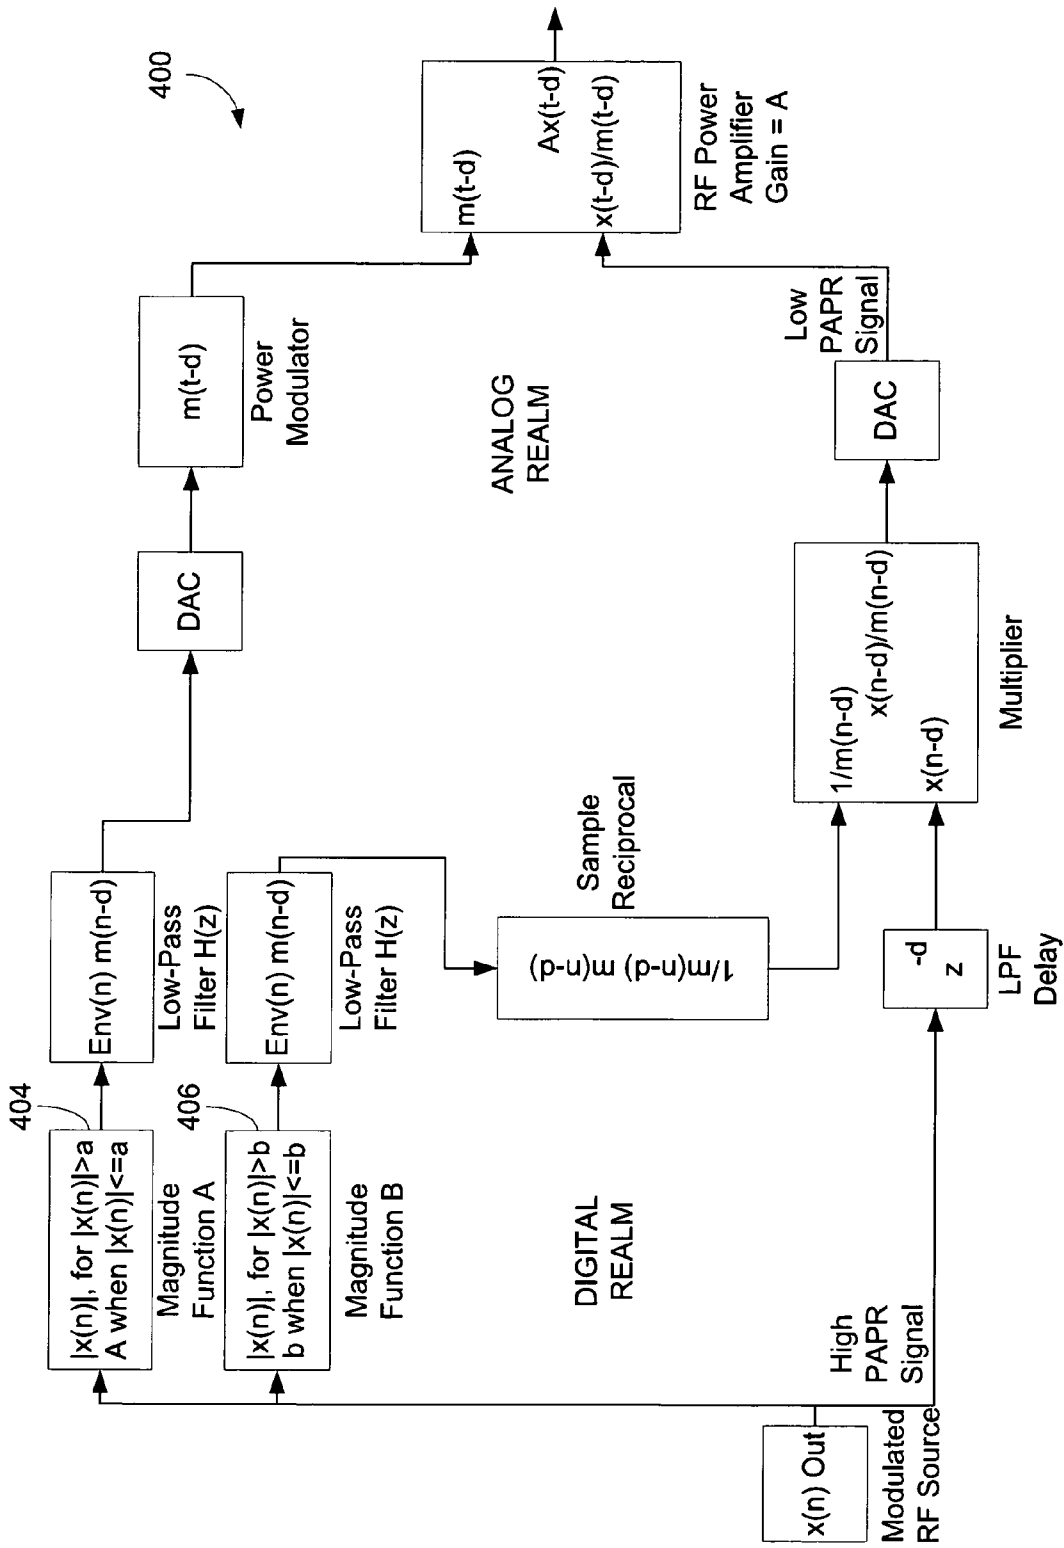 400
404
|x(n)|, for |x(n)|>a
A when |x(n)|<=a
Magnitude
Function A
Env(n) m(n-d)
Low-Pass
Filter H(z)
DAC
m(t-d)
Power
Modulator
406
|x(n)|, for |x(n)|>b
b when |x(n)|<=b
Magnitude
Function B
Env(n) m(n-d)
Low-Pass
Filter H(z)
m(t-d)
Ax(t-d)
x(t-d)/m(t-d)
RF Power
Amplifier
Gain = A
DIGITAL
REALM
1/m(n-d) m(n-d)
Sample
Reciprocal
ANALOG
REALM
x(n) Out
Modulated
RF Source
High
PAPR
Signal
z
-d
LPF
Delay
1/m(n-d)
x(n-d)/m(n-d)
x(n-d)
Multiplier
DAC
Low
PAPR
Signal